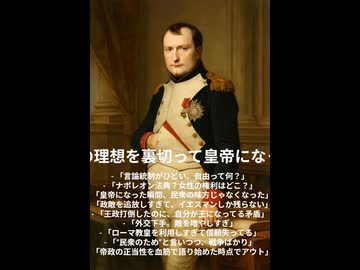 の理想を裏切って皇帝にな
- 「言論統制がひどい。自由って何？」
- 「ナポレオン法典？女性の権利はどこ？」
「皇帝になった瞬間、民衆の味方じゃなくなった」
「政敵を追放しすぎて、イエスマンしか残らない」
- 「王政打倒したのに、自分が王になってる矛盾」
- 「外交下手。敵を増やしすぎ」
- 「ローマ教皇を利用しすぎて信頼失ってる」
- 「"民衆のため"と言いつつ、戦争ばかり」
「帝政の正当性を血筋で語り始めた時点でアウト」